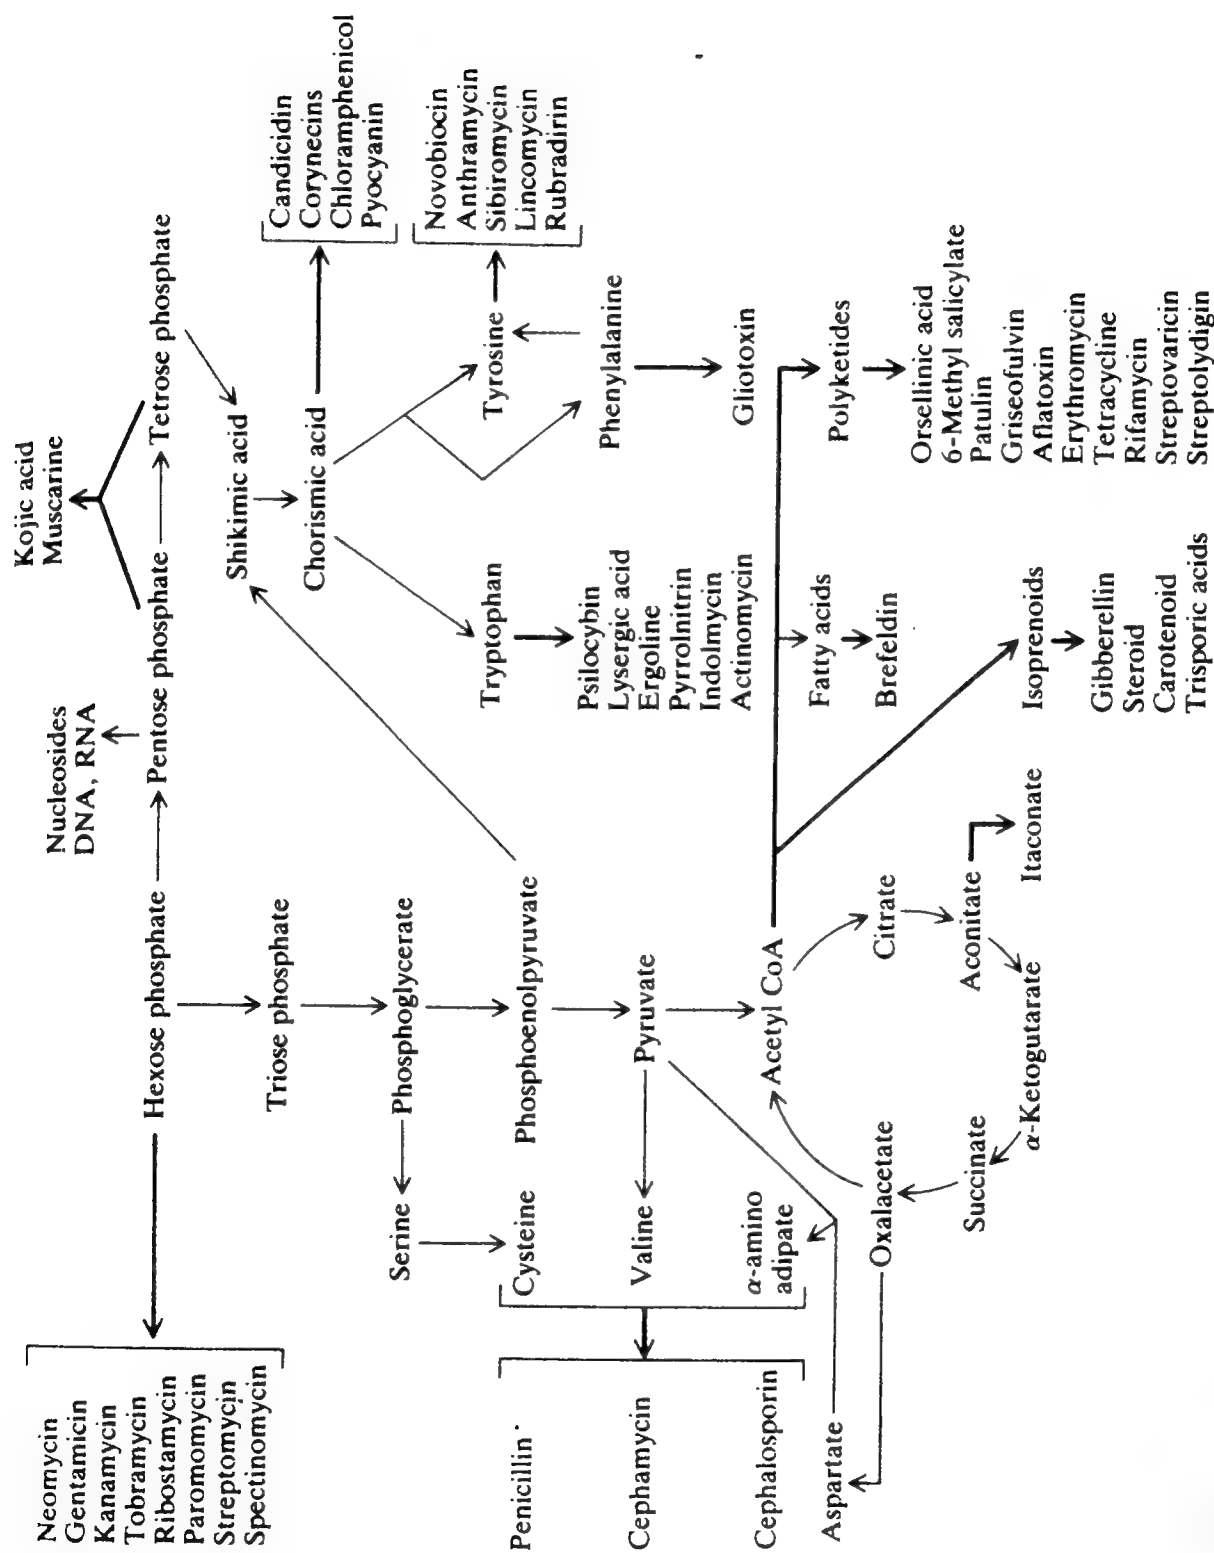 Neomycin
Gentamicin
Kanamycin
Tobramycin
Ribostamycin
Paromomycin
Streptomycin
Spectinomycin
Hexose phosphate
Nucleosides
DNA, RNA
Pentose phosphate
Kojic acid
Muscarine
Tetrose phosphate
Triose phosphate
Shikimic acid
Candicidin
Corynecins
Chloramphenicol
Pyocyanin
Chorismic acid
Serine
Phosphoglycerate
Novobiocin
Anthramycin
Sibiromycin
Lincomycin
Rubradirin
Tryptophan
Tyrosine
Penicillin
Cysteine
Phosphoenolpyruvate
Psilocybin
Lysergic acid
Ergoline
Pyrrolnitrin
Indolmycin
Actinomycin
Phenylalanine
Cephamycin
Valine
Pyruvate
Gliotoxin
Cephalosporin
α-amino
adipate
Acetyl CoA
Aspartate
Fatty acids
Polyketides
Brefeldin
Oxalacetate
Citrate
Orsellinic acid
6-Methyl salicylate
Patulin
Griseofulvin
Aflatoxin
Erythromycin
Tetracycline
Rifamycin
Streptovaricin
Streptolydigin
Succinate
Aconitate
α-Ketogutarate
Itaconate
Isoprenoids
Gibberellin
Steroid
Carotenoid
Trisporic acids